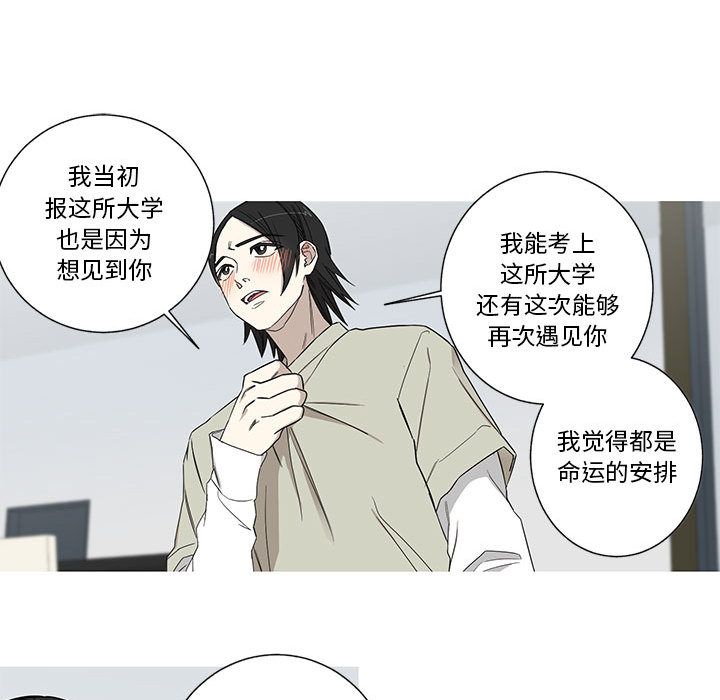 我当初
报这所大学
也是因为
想见到你
我能考上
这所大学
还有这次能够
再次遇见你
我觉得都是
命运的安排